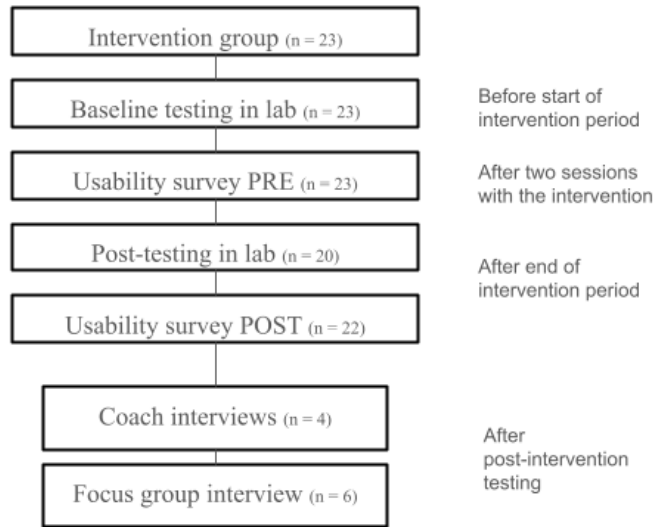 Intervention group (n = 23)
Baseline testing in lab (n = 23)
Before start of
intervention period
Usability survey PRE (n = 23)
After two sessions
with the intervention
Post-testing in lab (n = 20)
After end of
intervention period
Usability survey POST (n = 22)
Coach interviews (n = 4)
After
post-intervention
testing
Focus group interview (n = 6)